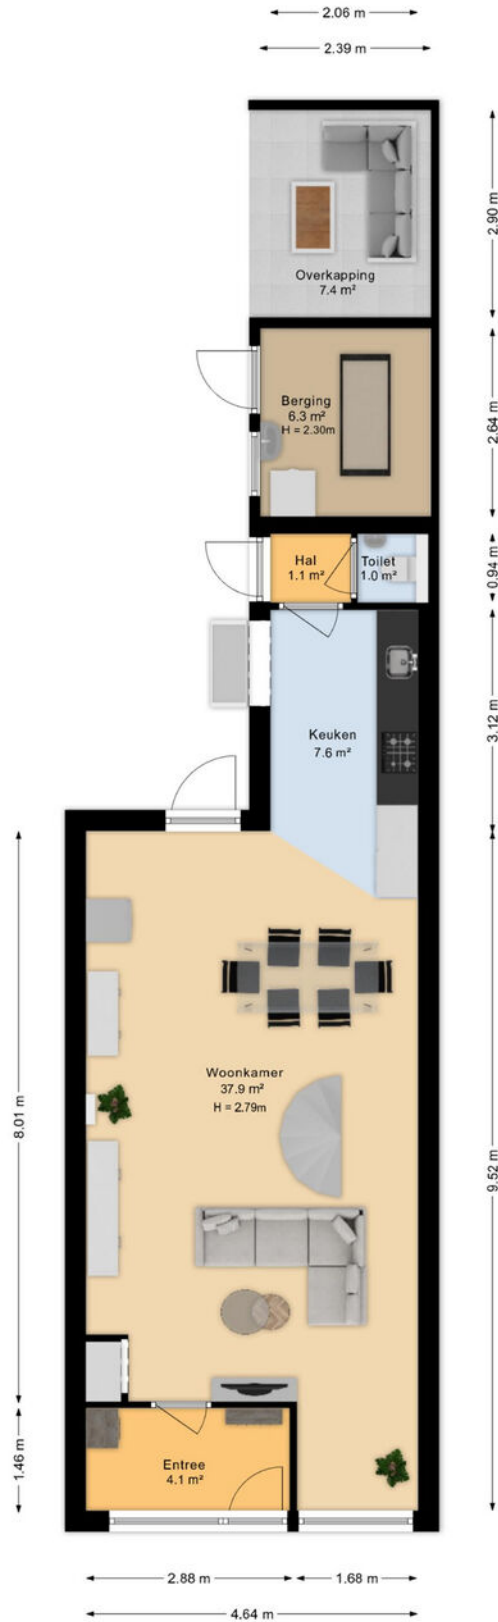 2.06 m
2.39 m
2.90 m
Overkapping
7.4 m²
Berging
6.3 m²
H = 2.30m
2.64 m
Hal
1.1 m²
Toilet
1.0 m²
0.94 m
Keuken
7.6 m²
3.12 m
Woonkamer
37.9 m²
H = 2.79m
8.01 m
9.52 m
1.46 m
Entree
4.1 m²
2.88 m
1.68 m
4.64 m